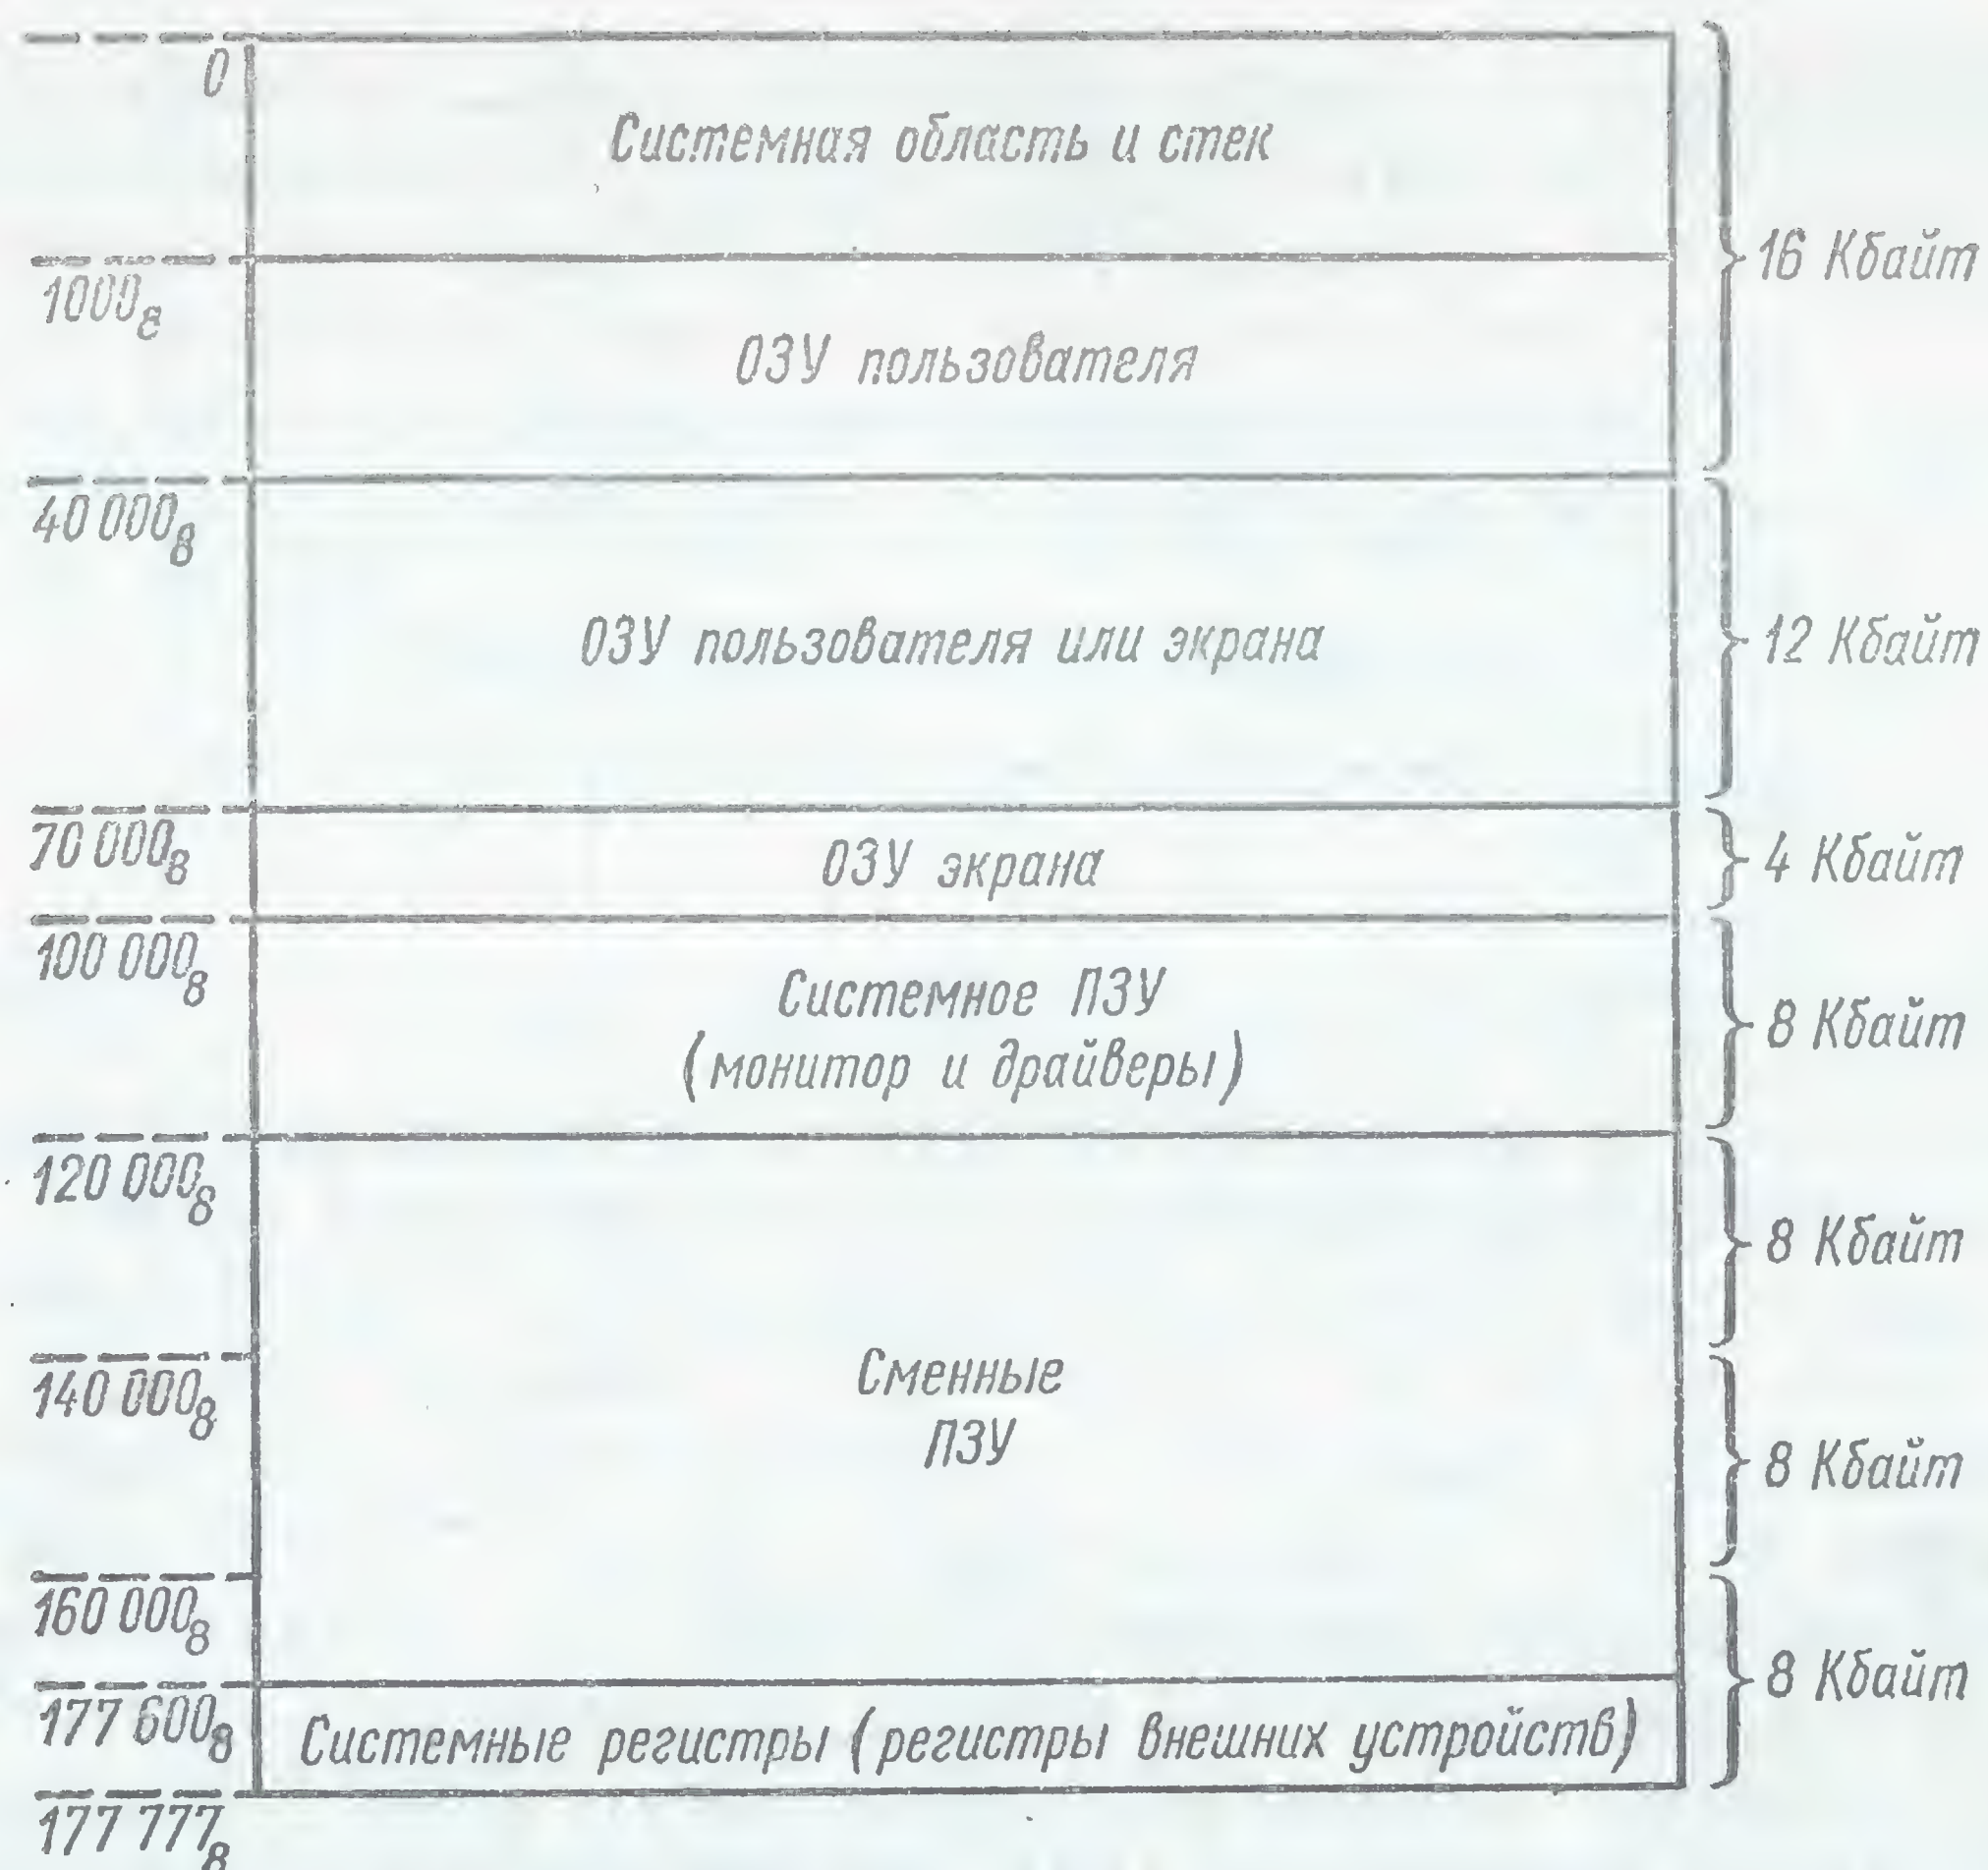 0
Системная область и стек
16 Кбайт
1000₈
ОЗУ пользователя
40 000₈
ОЗУ пользователя или экрана
12 Кбайт
70 000₈
ОЗУ экрана
4 Кбайт
100 000₈
Системное ПЗУ
(монитор и драйверы)
8 Кбайт
120 000₈
8 Кбайт
140 000₈
Сменные
ПЗУ
8 Кбайт
160 000₈
8 Кбайт
177 600₈
Системные регистры (регистры внешних устройств)
177 777₈